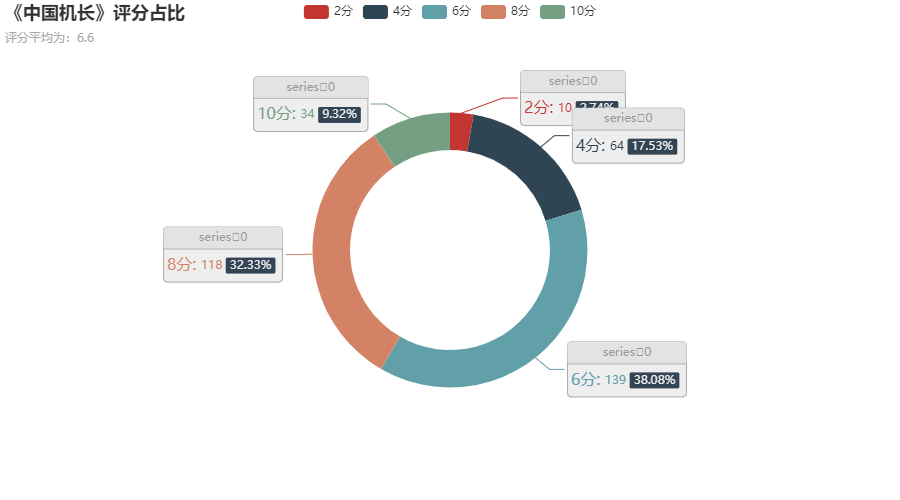 《中国机长》评分占比
2分 4分 6分 8分 10分
评分平均为：6.6
series 0
10分: 34 9.32%
series 0
2分: 10
series 0
4分: 64 17.53%
series 0
8分: 118 32.33%
series 0
6分: 139 38.08%